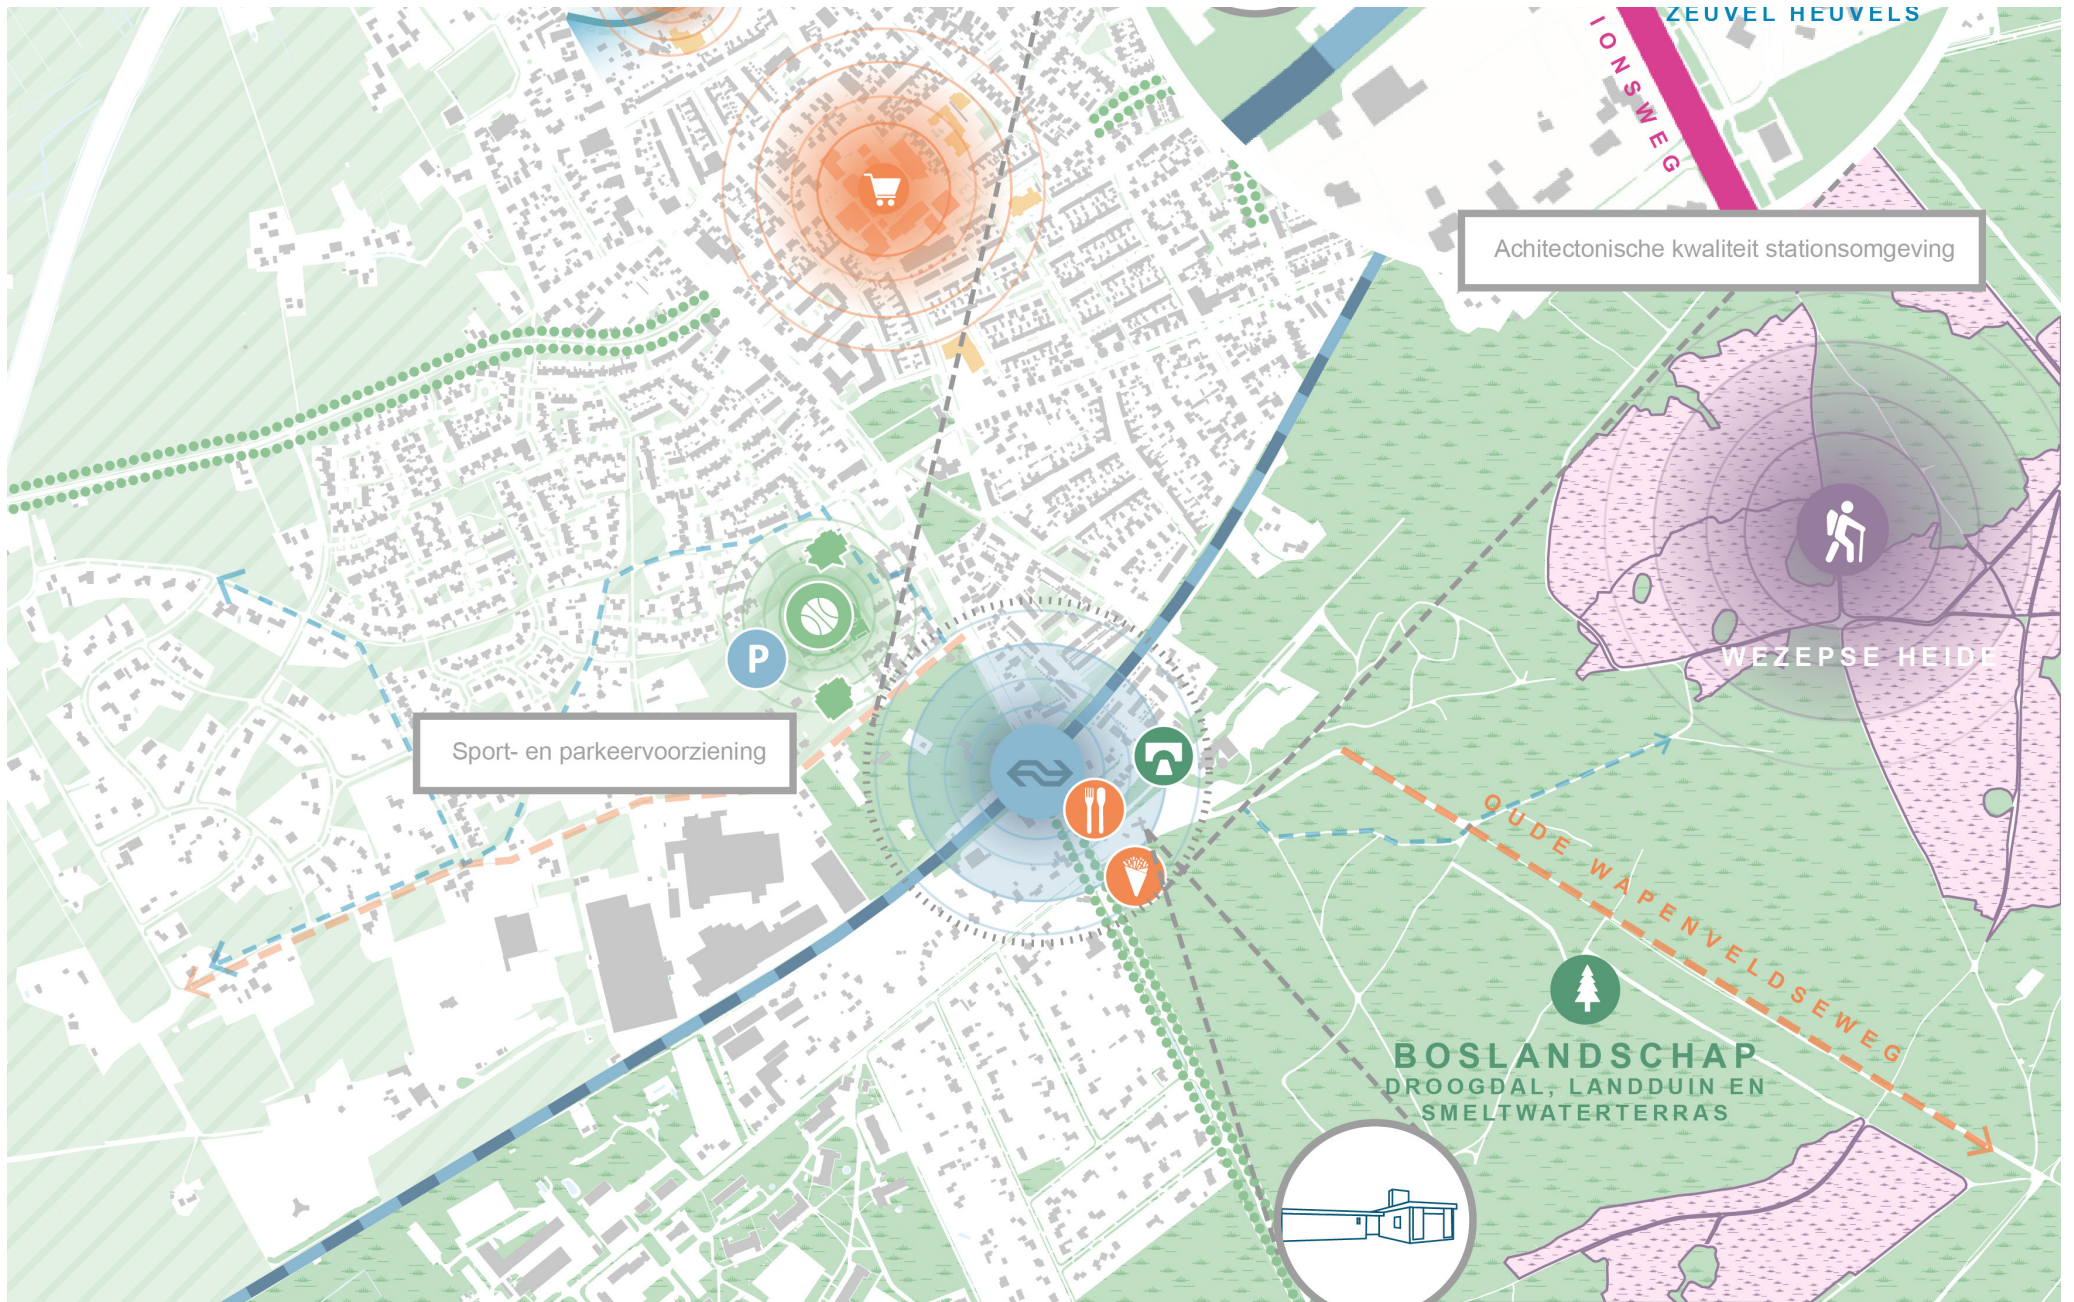 ZEUVEL HEUVELS
IONSWEG
Achitectonische kwaliteit stationsomgeving
P
WEZEPSE HEIDE
Sport- en parkeervoorziening
OUDE WAPENVELDSEWEG
BOSLANDSCHAP
DROOGDAL, LANDDUIN EN
SMELTWATERTERRAS